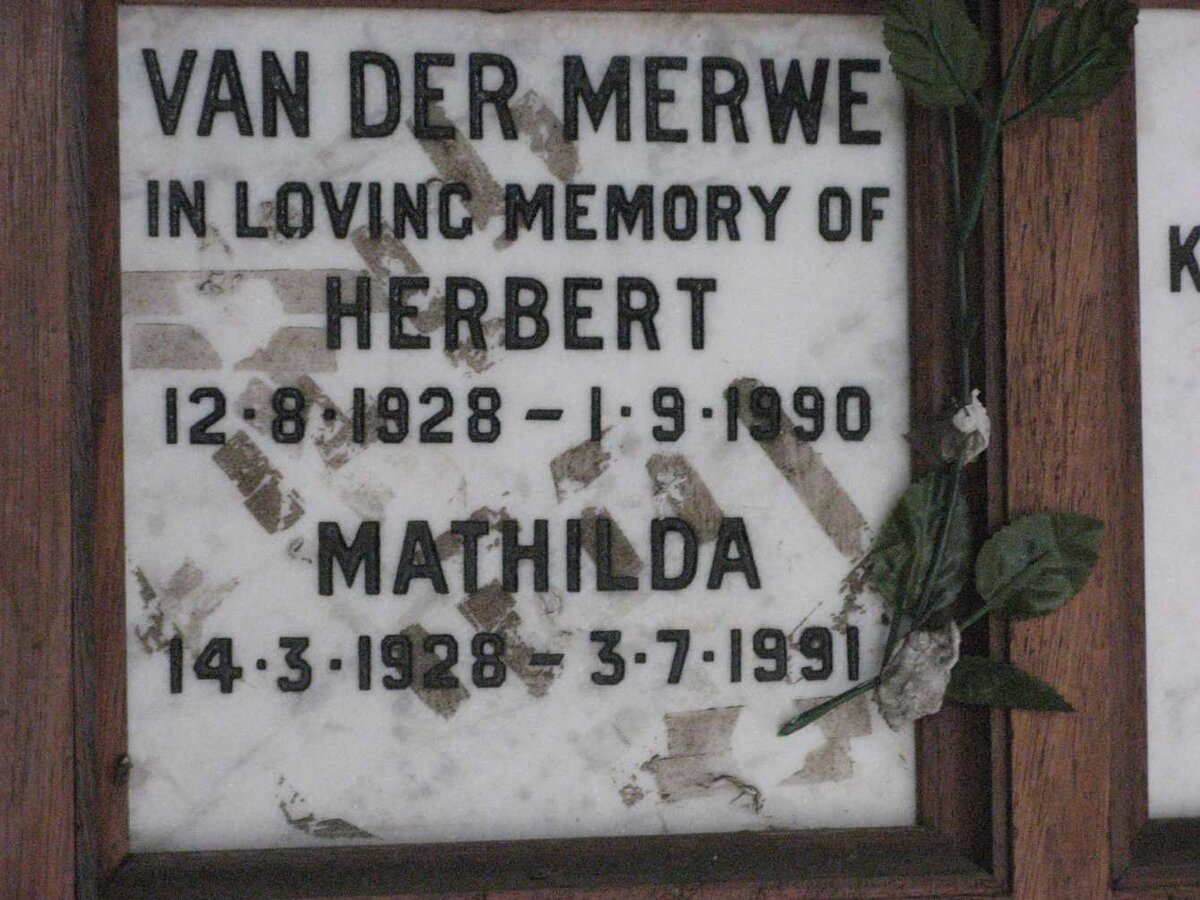 VAN DER MERWE
IN LOVING MEMORY OF
HERBERT
12·8·1928 – 1·9·1990
MATHILDA
14·3·1928 – 3·7·1991
K